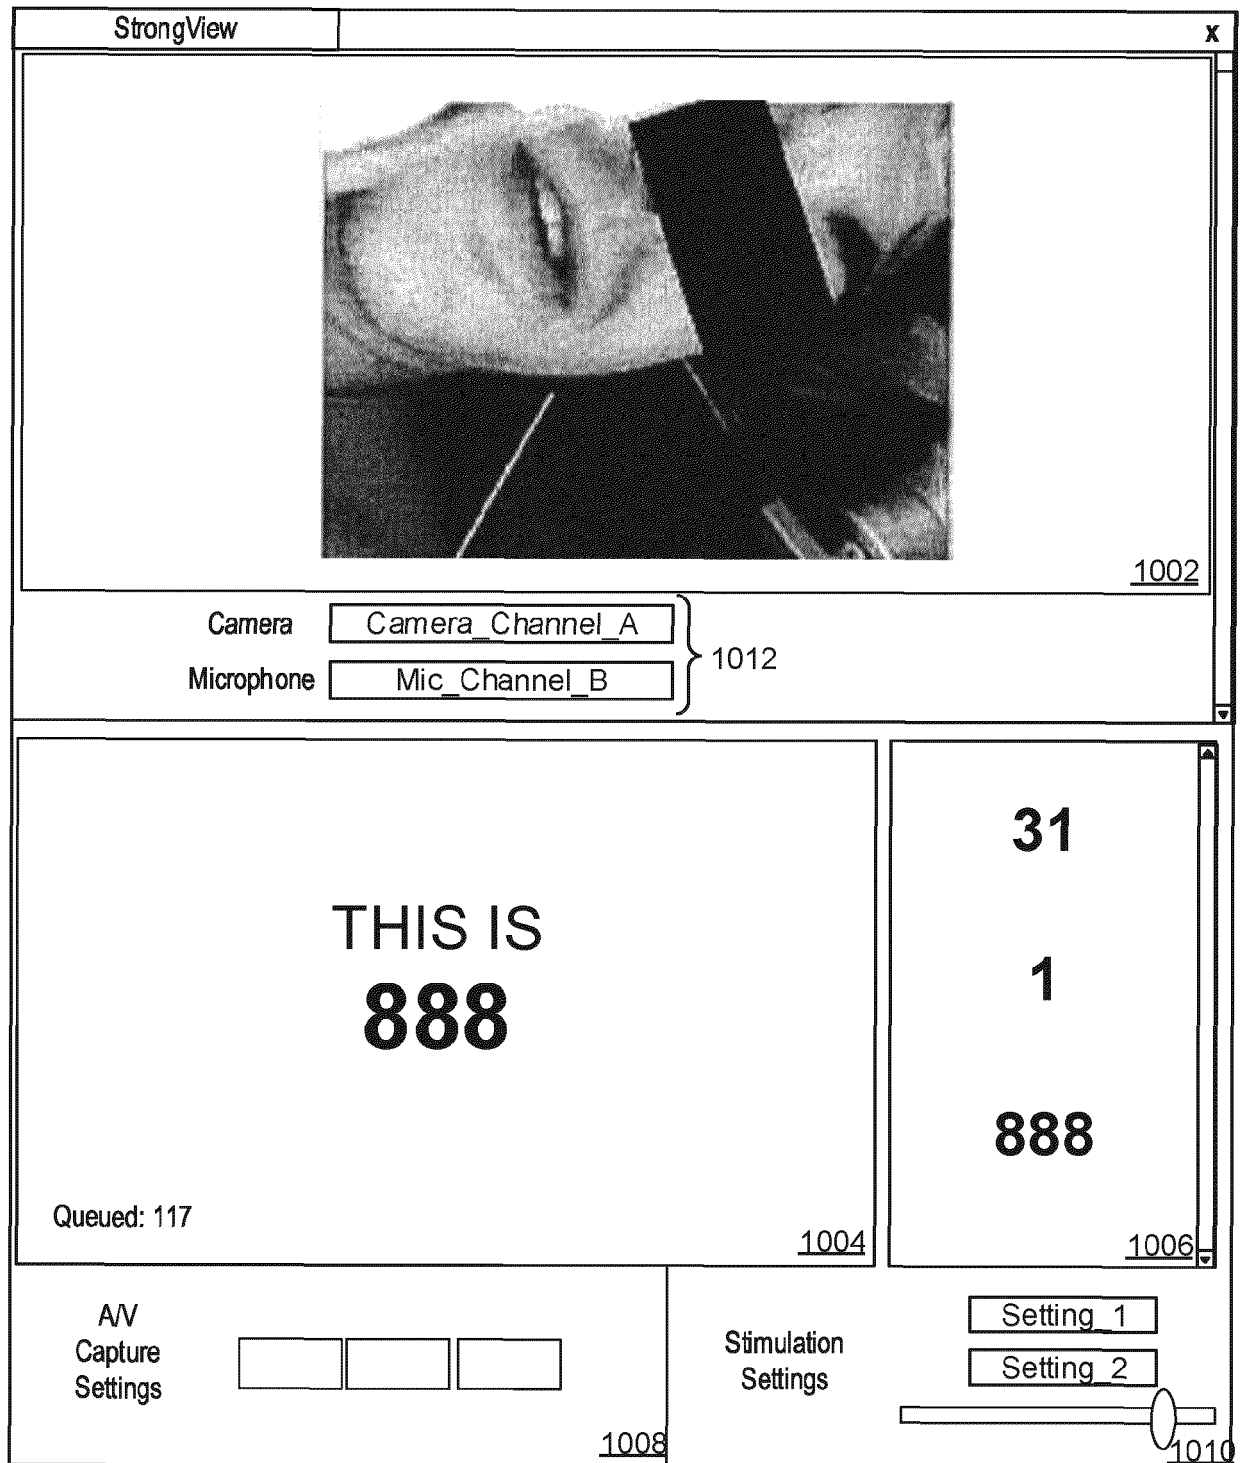 StrongView
x
1002
Camera
Camera_Channel_A
Microphone
Mic_Channel_B
1012
THIS IS
888
Queued: 117
1004
31
1
888
1006
A/V
Capture
Settings
1008
Stimulation
Settings
Setting_1
Setting_2
1010